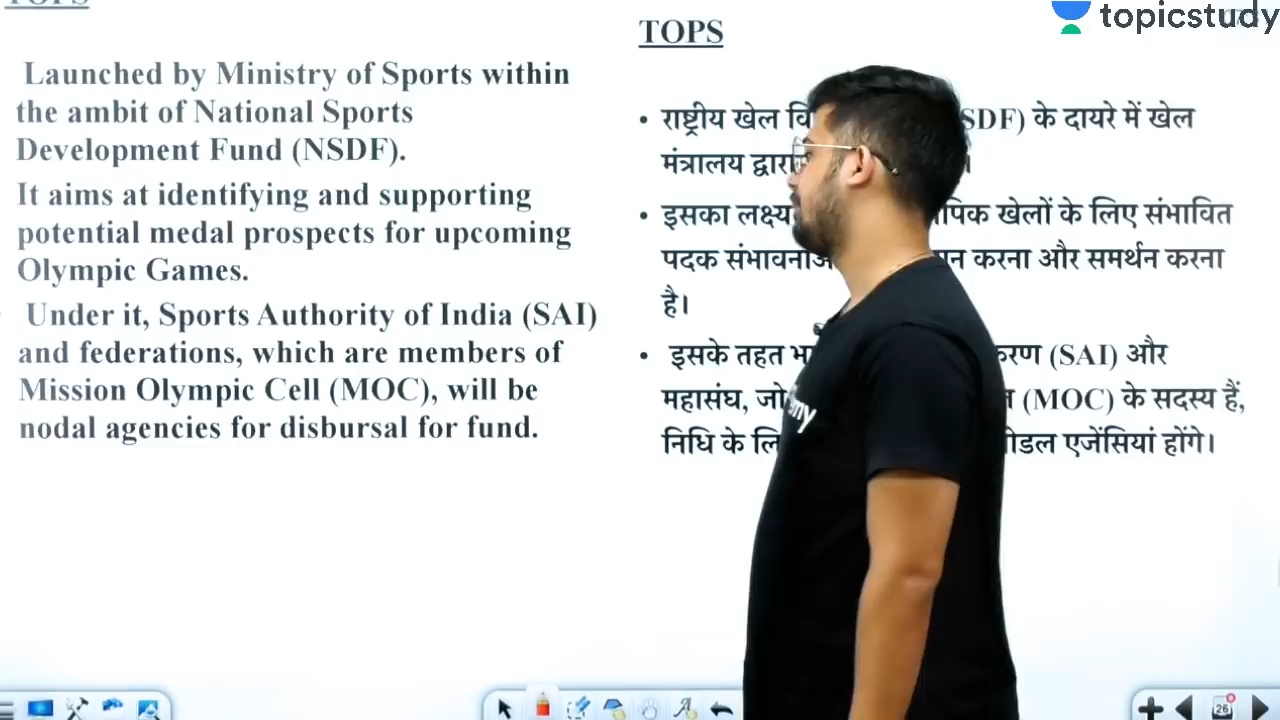 TOPS
Launched by Ministry of Sports within
the ambit of National Sports
Development Fund (NSDF).
It aims at identifying and supporting
potential medal prospects for upcoming
Olympic Games.
Under it, Sports Authority of India (SAI)
and federations, which are members of
Mission Olympic Cell (MOC), will be
nodal agencies for disbursal for fund.
topicstudy
TOPS
• राष्ट्रीय खेल SDF) के दायरे में खेल
मंत्रालय द्वारा
• इसका लक्ष्य खेलों के लिए संभावित
पदक करना और समर्थन करना
है।
• इसके तहत (SAI) और
महासंघ, जो (MOC) के सदस्य हैं,
निधि के एजेंसियां होंगे।
26